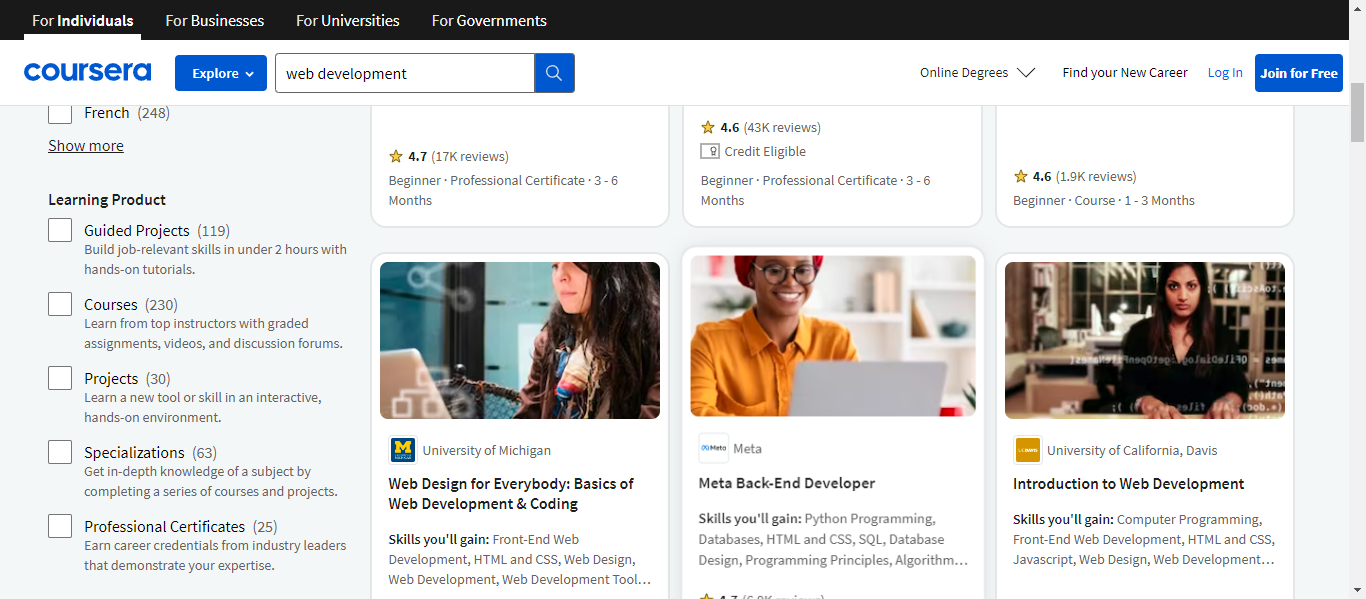 For Individuals
For Businesses
For Universities
For Governments
coursera
Explore
web development
Online Degrees
Find your New Career
Log In
Join for Free
French (248)
Show more
Learning Product
Guided Projects (119)
Build job-relevant skills in under 2 hours with
hands-on tutorials.
Courses (230)
Learn from top instructors with graded
assignments, videos, and discussion forums.
Projects (30)
Learn a new tool or skill in an interactive,
hands-on environment.
Specializations (63)
Get in-depth knowledge of a subject by
completing a series of courses and projects.
Professional Certificates (25)
Earn career credentials from industry leaders
that demonstrate your expertise.
4.7 (17K reviews)
Beginner · Professional Certificate · 3 - 6
Months
4.6 (43K reviews)
Credit Eligible
Beginner · Professional Certificate · 3 - 6
Months
4.6 (1.9K reviews)
Beginner · Course · 1 - 3 Months
University of Michigan
Web Design for Everybody: Basics of
Web Development & Coding
Skills you'll gain: Front-End Web
Development, HTML and CSS, Web Design,
Web Development, Web Development Tool…
Meta
Meta
Meta Back-End Developer
Skills you'll gain: Python Programming,
Databases, HTML and CSS, SQL, Database
Design, Programming Principles, Algorithm…
University of California, Davis
Introduction to Web Development
Skills you'll gain: Computer Programming,
Front-End Web Development, HTML and CSS,
Javascript, Web Design, Web Development…